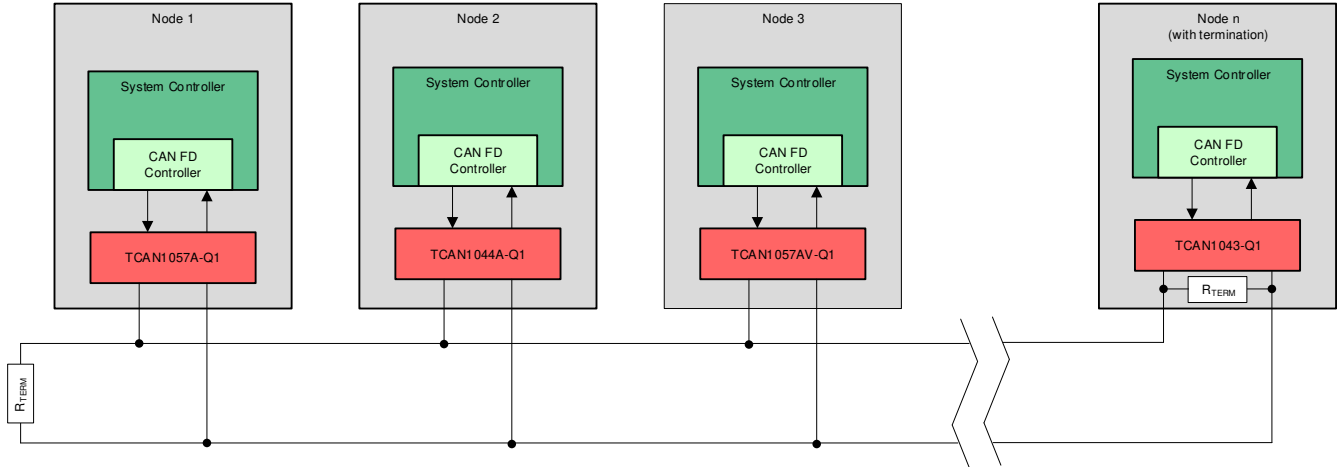 Node 1
System Controller
CAN FD
Controller
TCAN1057A-Q1
Node 2
System Controller
CAN FD
Controller
TCAN1044A-Q1
Node 3
System Controller
CAN FD
Controller
TCAN1057AV-Q1
Node n
(with termination)
System Controller
CAN FD
Controller
TCAN1043-Q1
RTERM
RTERM